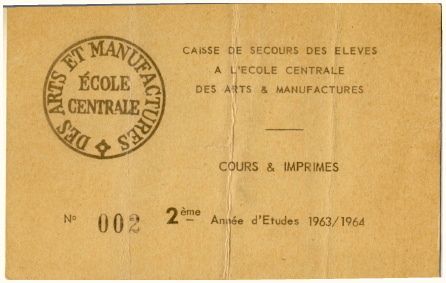 DES ARTS ET MANUFACTURES
ÉCOLE
CENTRALE
CAISSE DE SECOURS DES ELEVES
A L'ECOLE CENTRALE
DES ARTS & MANUFACTURES
COURS & IMPRIMES
N° 002 2ème Année d'Etudes 1963/1964